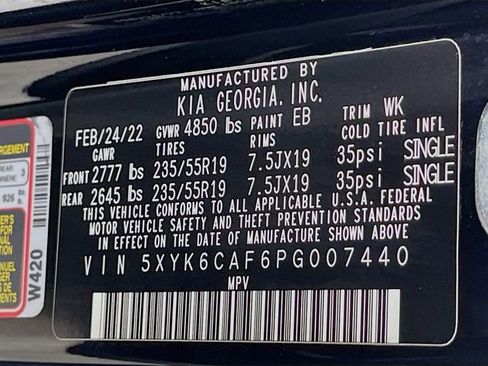 MANUFACTURED BY
KIA GEORGIA, INC.
FEB/24/22 GVWR 4850 lbs PAINT EB TRIM WK
GAWR TIRES RIMS COLD TIRE INFL
FRONT 2777 lbs 235/55R19 7.5JX19 35psi SINGLE
REAR 2645 lbs 235/55R19 7.5JX19 35psi SINGLE
THIS VEHICLE CONFORMS TO ALL APPLICABLE U.S.A. FEDERAL
MOTOR VEHICLE SAFETY AND THEFT PREVENTION STANDARDS
IN EFFECT ON THE DATE OF MANUFACTURE SHOWN ABOVE
VIN 5XYK6CAF6PG007440
MPV
REAR
3
926
W420